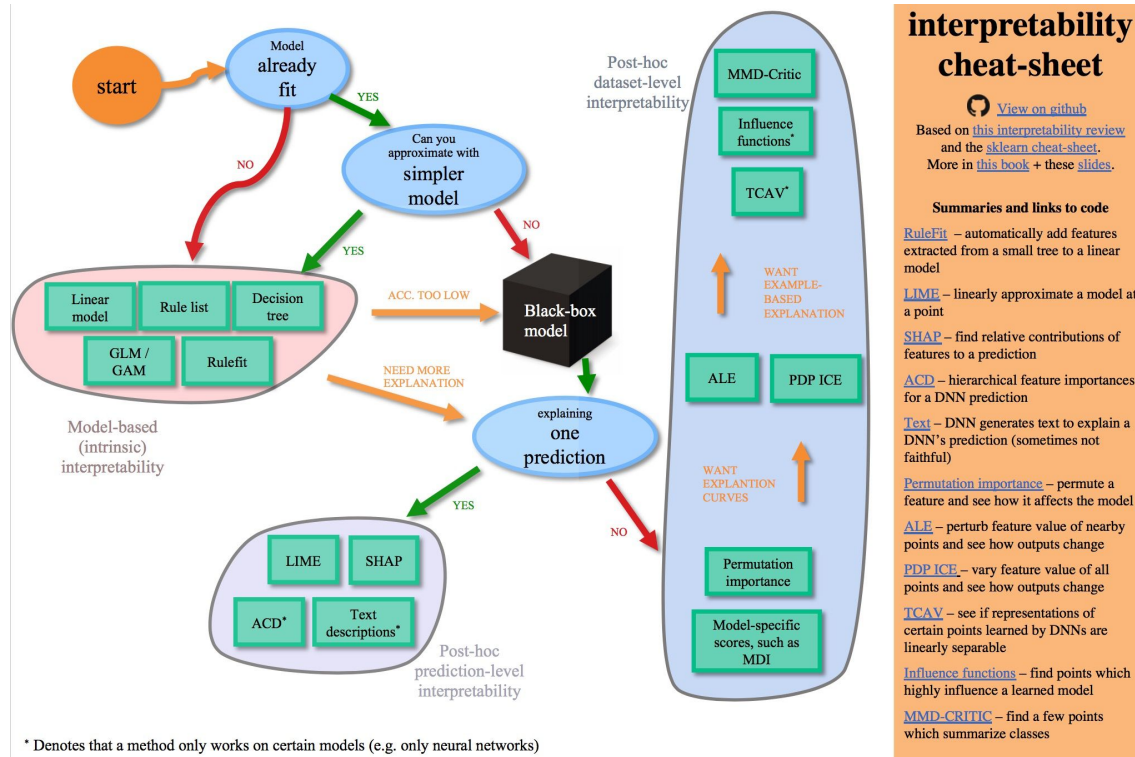 start
Model
already
fit
YES
NO
Can you
approximate with
simpler
model
YES
NO
Linear
model
Rule list
Decision
tree
GLM /
GAM
Rulefit
Model-based
(intrinsic)
interpretability
ACC. TOO LOW
Black-box
model
NEED MORE
EXPLANATION
explaining
one
prediction
YES
NO
LIME
SHAP
ACD*
Text
descriptions*
Post-hoc
prediction-level
interpretability
Post-hoc
dataset-level
interpretability
MMD-Critic
Influence
functions*
TCAV*
WANT
EXAMPLE-
BASED
EXPLANATION
ALE
PDP ICE
WANT
EXPLANTION
CURVES
Permutation
importance
Model-specific
scores, such as
MDI
* Denotes that a method only works on certain models (e.g. only neural networks)
interpretability
cheat-sheet
View on github
Based on this interpretability review
and the sklearn cheat-sheet.
More in this book + these slides.
Summaries and links to code
RuleFit – automatically add features
extracted from a small tree to a linear
model
LIME – linearly approximate a model at
a point
SHAP – find relative contributions of
features to a prediction
ACD – hierarchical feature importances
for a DNN prediction
Text – DNN generates text to explain a
DNN's prediction (sometimes not
faithful)
Permutation importance – permute a
feature and see how it affects the model
ALE – perturb feature value of nearby
points and see how outputs change
PDP ICE – vary feature value of all
points and see how outputs change
TCAV – see if representations of
certain points learned by DNNs are
linearly separable
Influence functions – find points which
highly influence a learned model
MMD-CRITIC – find a few points
which summarize classes